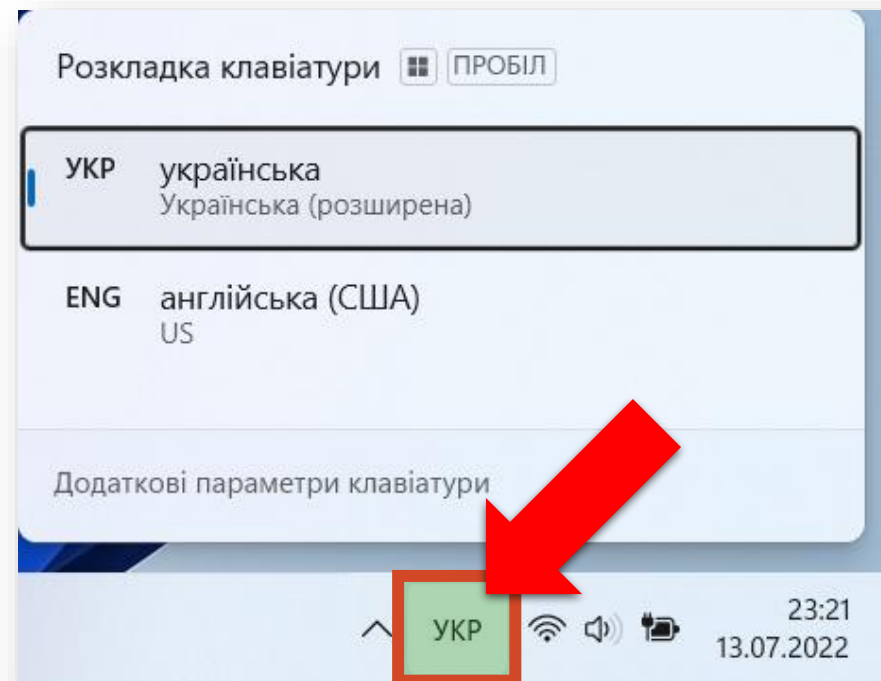 Розкладка клавіатури ПРОБІЛ
УКР українська
Українська (розширена)
ENG англійська (США)
US
Додаткові параметри клавіатури
УКР 23:21
13.07.2022